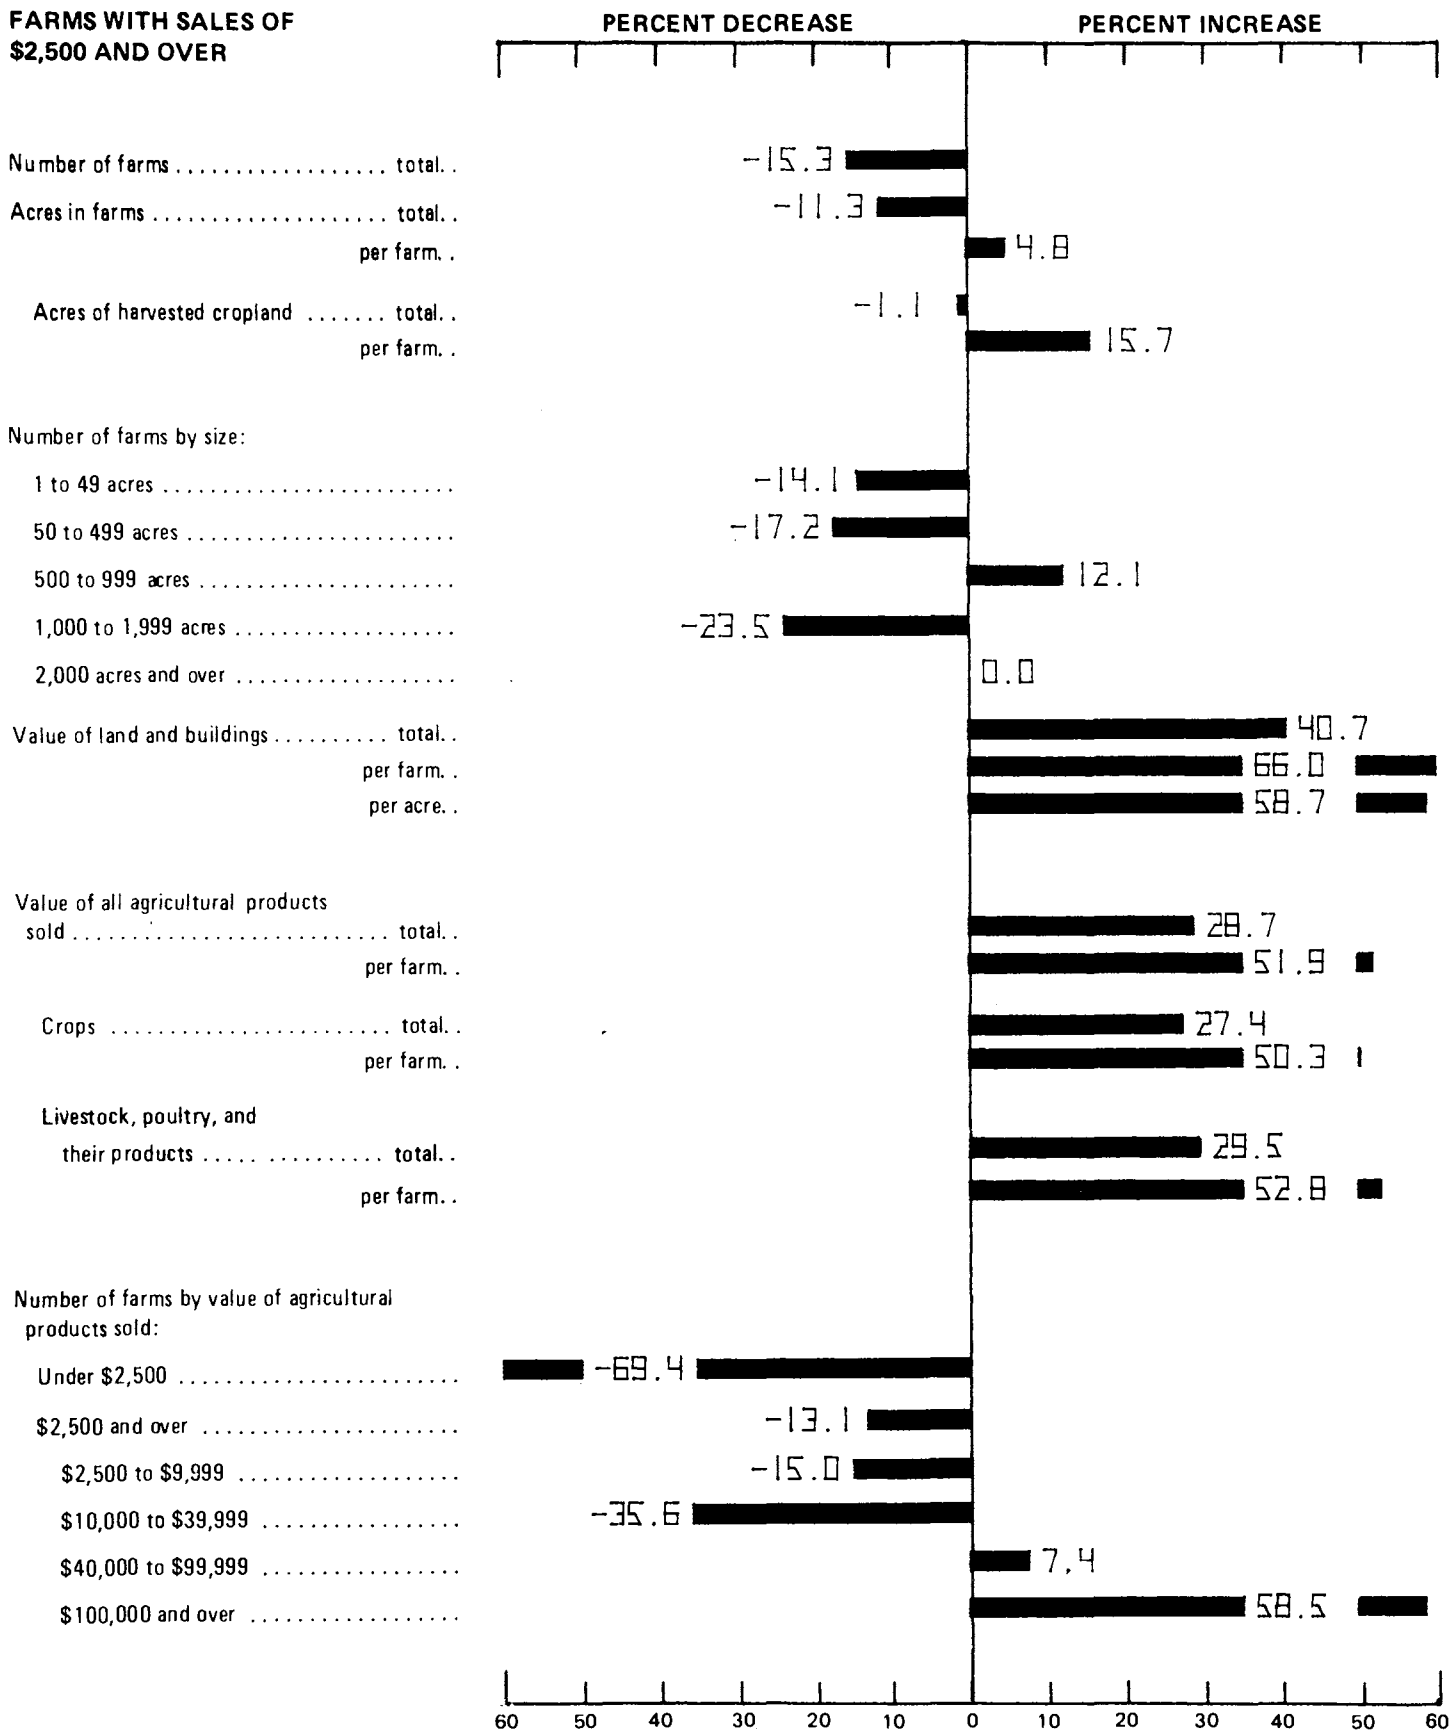 FARMS WITH SALES OF
$2,500 AND OVER
PERCENT DECREASE PERCENT INCREASE
Number of farms .................. total.. -15.3
Acres in farms .................... total.. -11.3
per farm.. 4.8
Acres of harvested cropland ....... total.. -1.1
per farm.. 15.7
Number of farms by size:
1 to 49 acres ......................... -14.1
50 to 499 acres ....................... -17.2
500 to 999 acres ...................... 12.1
1,000 to 1,999 acres ................... -23.5
2,000 acres and over ................... 0.0
Value of land and buildings .......... total.. 40.7
per farm.. 66.0
per acre.. 58.7
Value of all agricultural products
sold ........................... total.. 28.7
per farm.. 51.9
Crops ........................ total.. 27.4
per farm.. 50.3
Livestock, poultry, and
their products ................. total.. 29.5
per farm.. 52.8
Number of farms by value of agricultural
products sold:
Under $2,500 ........................ -69.4
$2,500 and over ...................... -13.1
$2,500 to $9,999 ................... -15.0
$10,000 to $39,999 ................. -35.6
$40,000 to $99,999 ................. 7.4
$100,000 and over .................. 58.5
60 50 40 30 20 10 0 10 20 30 40 50 60